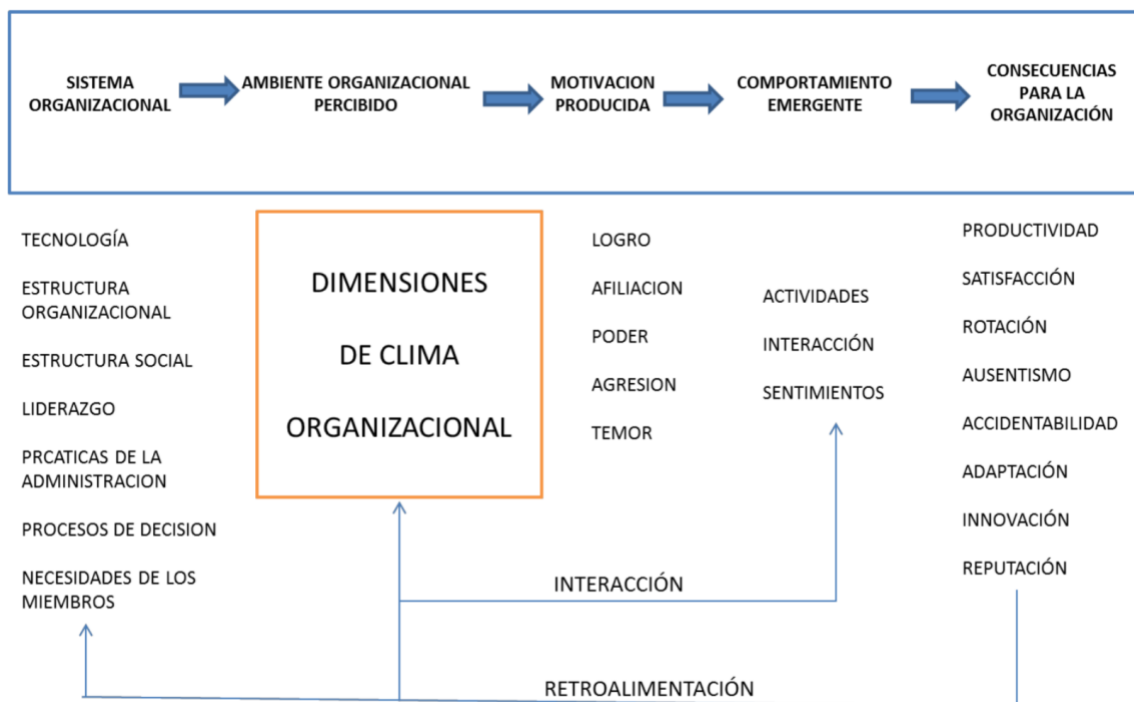 SISTEMA
ORGANIZACIONAL
AMBIENTE ORGANIZACIONAL
PERCIBIDO
MOTIVACION
PRODUCIDA
COMPORTAMIENTO
EMERGENTE
CONSECUENCIAS
PARA LA
ORGANIZACIÓN
TECNOLOGÍA
ESTRUCTURA
ORGANIZACIONAL
ESTRUCTURA SOCIAL
LIDERAZGO
PRCATICAS DE LA
ADMINISTRACION
PROCESOS DE DECISION
NECESIDADES DE LOS
MIEMBROS
DIMENSIONES
DE CLIMA
ORGANIZACIONAL
LOGRO
AFILIACION
PODER
AGRESION
TEMOR
ACTIVIDADES
INTERACCIÓN
SENTIMIENTOS
PRODUCTIVIDAD
SATISFACCIÓN
ROTACIÓN
AUSENTISMO
ACCIDENTABILIDAD
ADAPTACIÓN
INNOVACIÓN
REPUTACIÓN
INTERACCIÓN
RETROALIMENTACIÓN